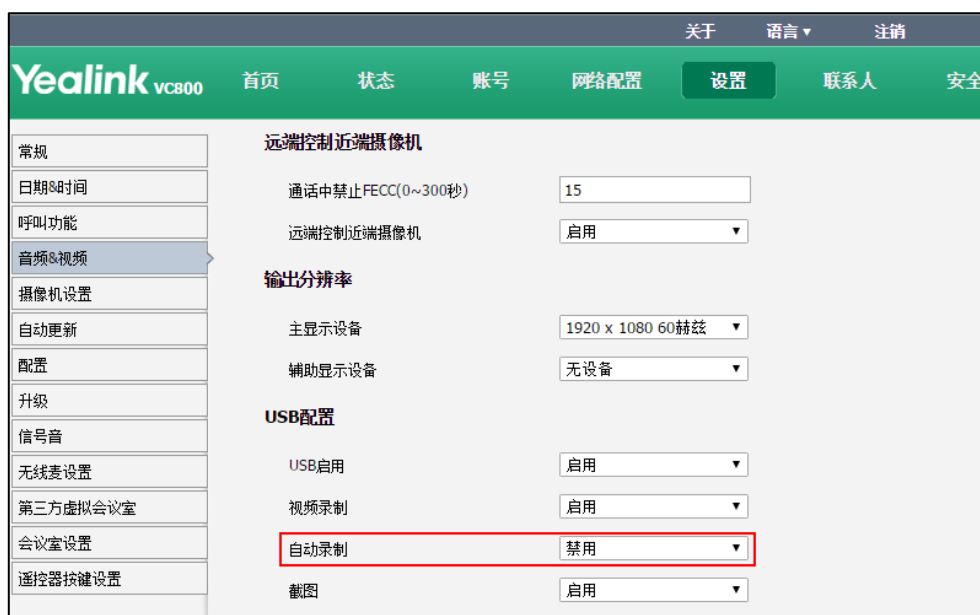 关于 语言▼ 注销
Yealink VC800 首页 状态 账号 网络配置 设置 联系人 安全
常规
日期&时间
呼叫功能
音频&视频
摄像机设置
自动更新
配置
升级
信号音
无线麦设置
第三方虚拟会议室
会议室设置
遥控器按键设置
远端控制近端摄像机
通话中禁止FECC(0~300秒) 15
远端控制近端摄像机 启用
输出分辨率
主显示设备 1920 x 1080 60赫兹
辅助显示设备 无设备
USB配置
USB启用 启用
视频录制 启用
自动录制 禁用
截图 启用